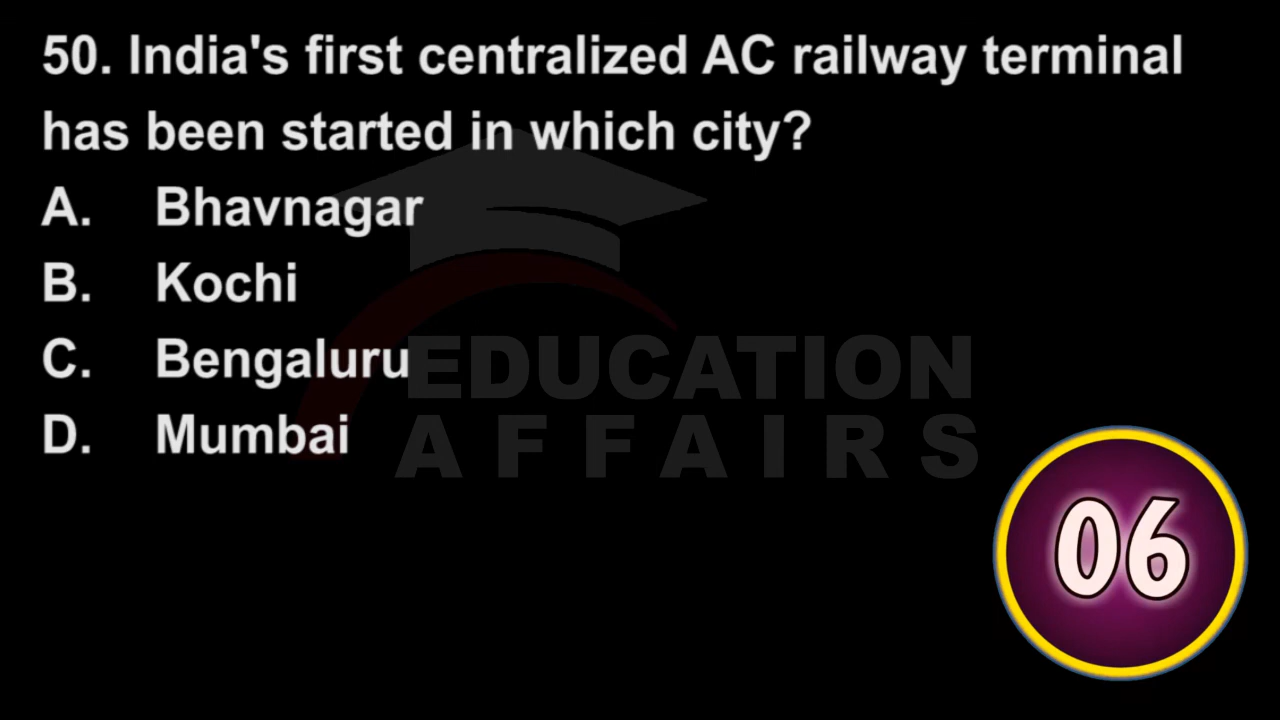 50. India's first centralized AC railway terminal
has been started in which city?
A. Bhavnagar
B. Kochi
C. Bengaluru
D. Mumbai
EDUCATION
AFFAIRS
06